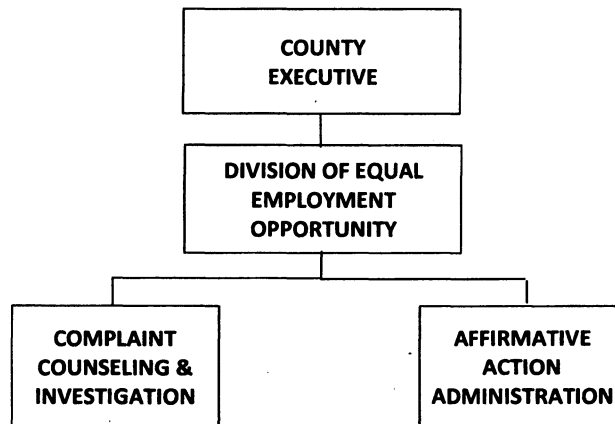 COUNTY
EXECUTIVE
DIVISION OF EQUAL
EMPLOYMENT
OPPORTUNITY
COMPLAINT
COUNSELING &
INVESTIGATION
AFFIRMATIVE
ACTION
ADMINISTRATION